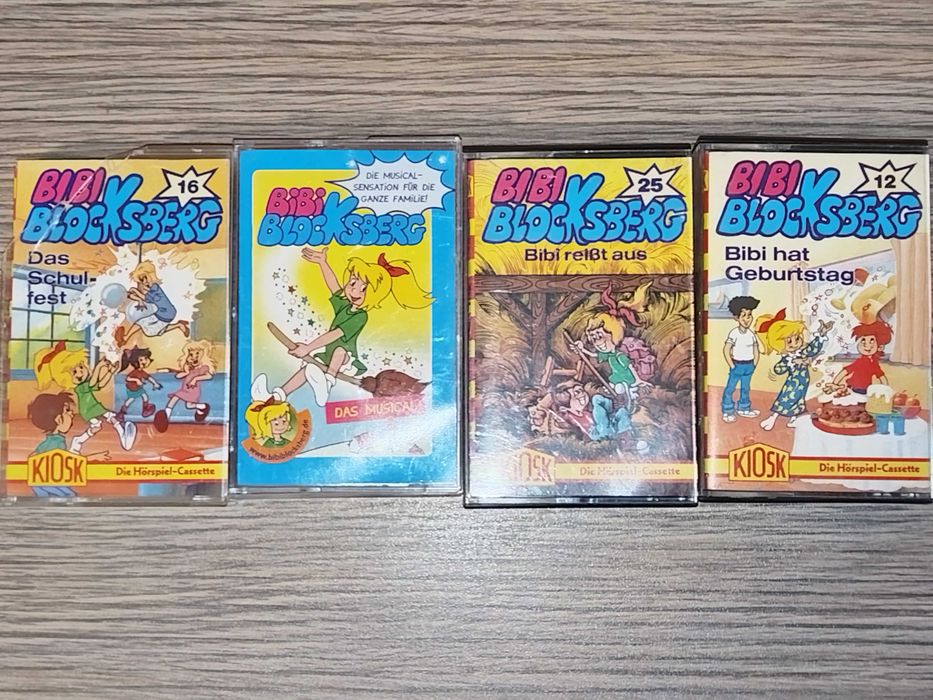 BIBI
BLOCKSBERG
16
Das
Schul-
fest
KIOSK
Die Hörspiel-Cassette
DIE MUSICAL-
SENSATION FÜR DIE
GANZE FAMILIE!
BiBi
BLOCKSBERG
DAS MUSICAL
www.bibiblocksberg.de
BIBI
BLOCKSBERG
25
Bibi reißt aus
KIOSK
Die Hörspiel-Cassette
BIBI
BLOCKSBERG
12
Bibi hat
Geburtstag
KIOSK
Die Hörspiel-Cassette